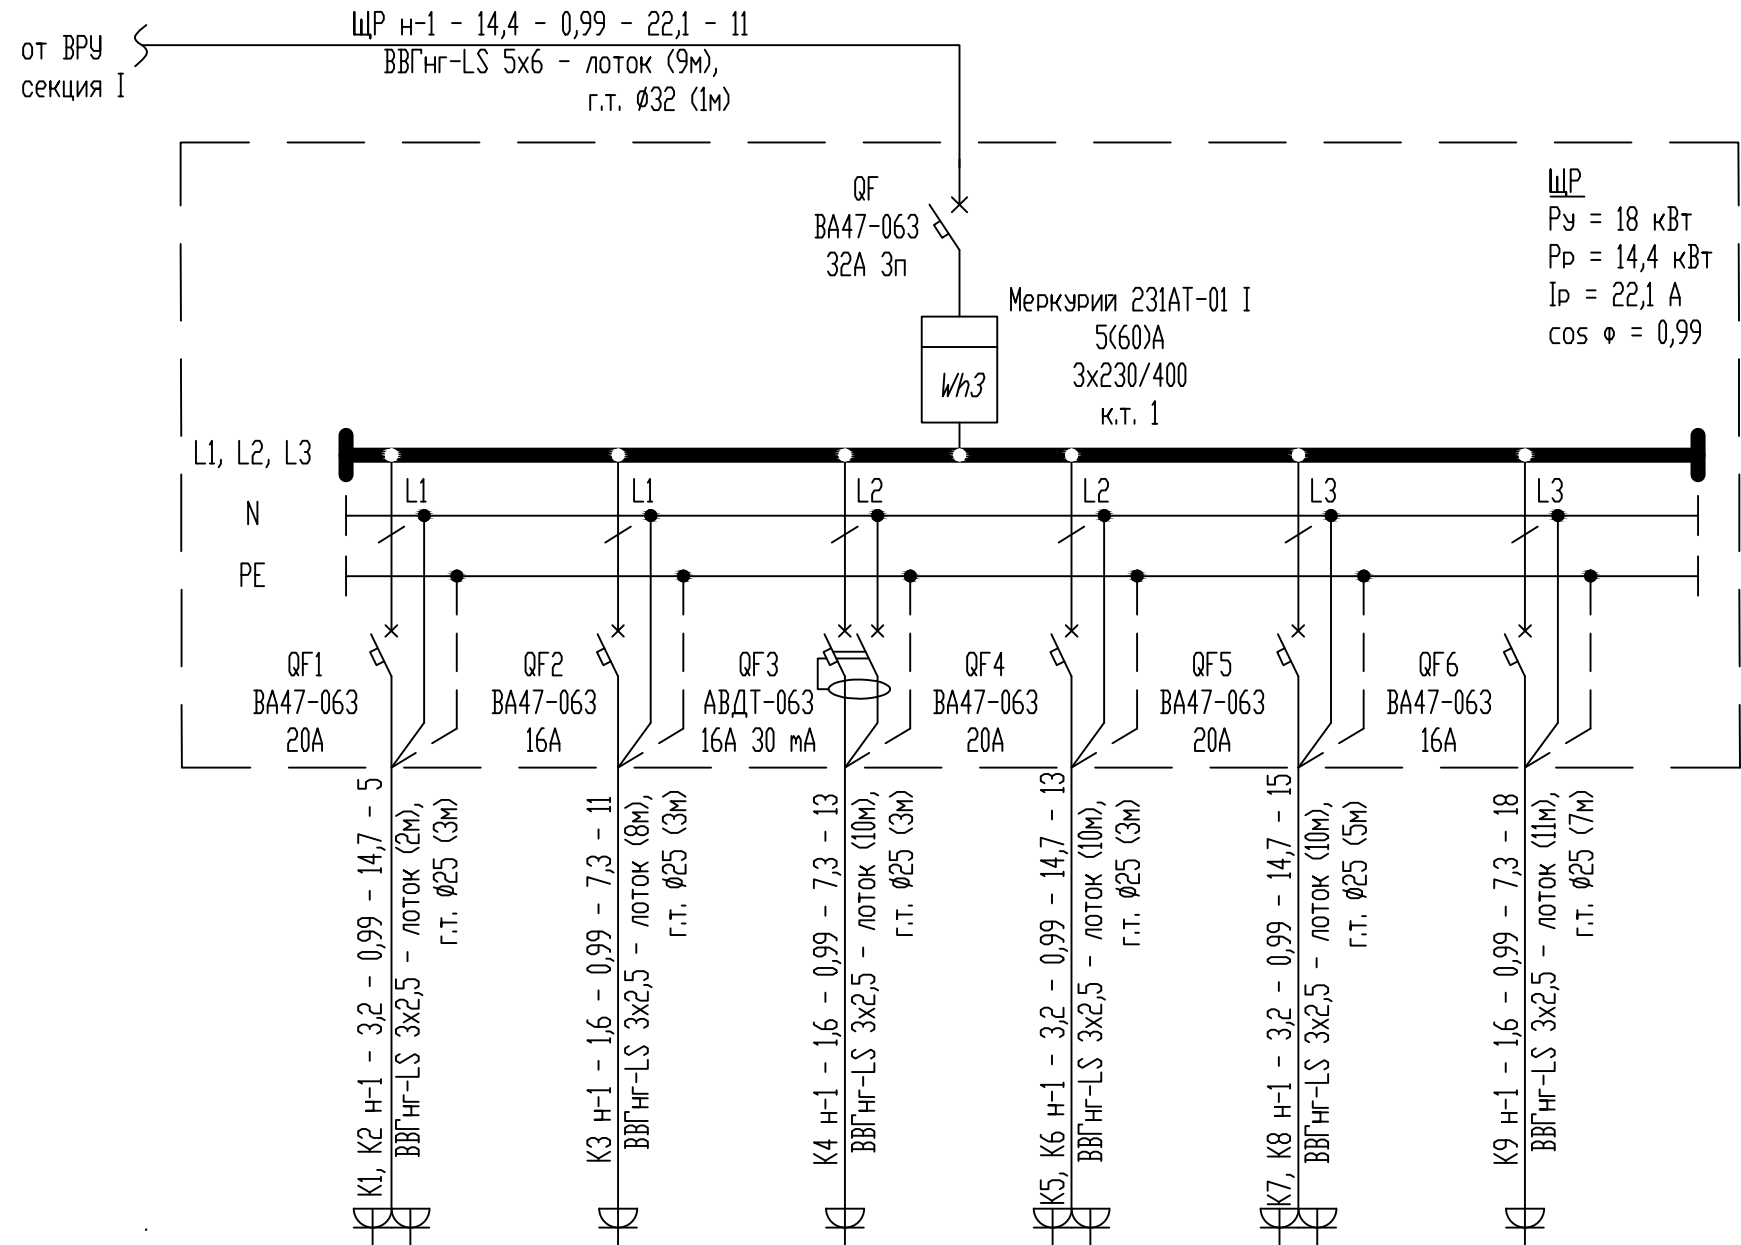 ЩР н-1 - 14,4 - 0,99 - 22,1 - 11
от ВРУ
секция I
ВВГнг-LS 5х6 - лоток (9м),
г.т. Ø32 (1м)
QF
ВА47-063
32А 3п
ЩР
Ру = 18 кВт
Рр = 14,4 кВт
Iр = 22,1 А
cos φ = 0,99
Меркурий 231АТ-01 I
5(60)А
3х230/400
к.т. 1
Wh3
L1, L2, L3
N
PE
L1
L1
L2
L2
L3
L3
QF1
ВА47-063
20А
QF2
ВА47-063
16А
QF3
АВДТ-063
16А 30 mA
QF4
ВА47-063
20А
QF5
ВА47-063
20А
QF6
ВА47-063
16А
К1, К2 н-1 - 3,2 - 0,99 - 14,7 - 5
ВВГнг-LS 3х2,5 - лоток (2м),
г.т. Ø25 (3м)
К3 н-1 - 1,6 - 0,99 - 7,3 - 11
ВВГнг-LS 3х2,5 - лоток (8м),
г.т. Ø25 (3м)
К4 н-1 - 1,6 - 0,99 - 7,3 - 13
ВВГнг-LS 3х2,5 - лоток (10м),
г.т. Ø25 (3м)
К5, К6 н-1 - 3,2 - 0,99 - 14,7 - 13
ВВГнг-LS 3х2,5 - лоток (10м),
г.т. Ø25 (3м)
К7, К8 н-1 - 3,2 - 0,99 - 14,7 - 15
ВВГнг-LS 3х2,5 - лоток (10м),
г.т. Ø25 (5м)
К9 н-1 - 1,6 - 0,99 - 7,3 - 18
ВВГнг-LS 3х2,5 - лоток (11м),
г.т. Ø25 (7м)